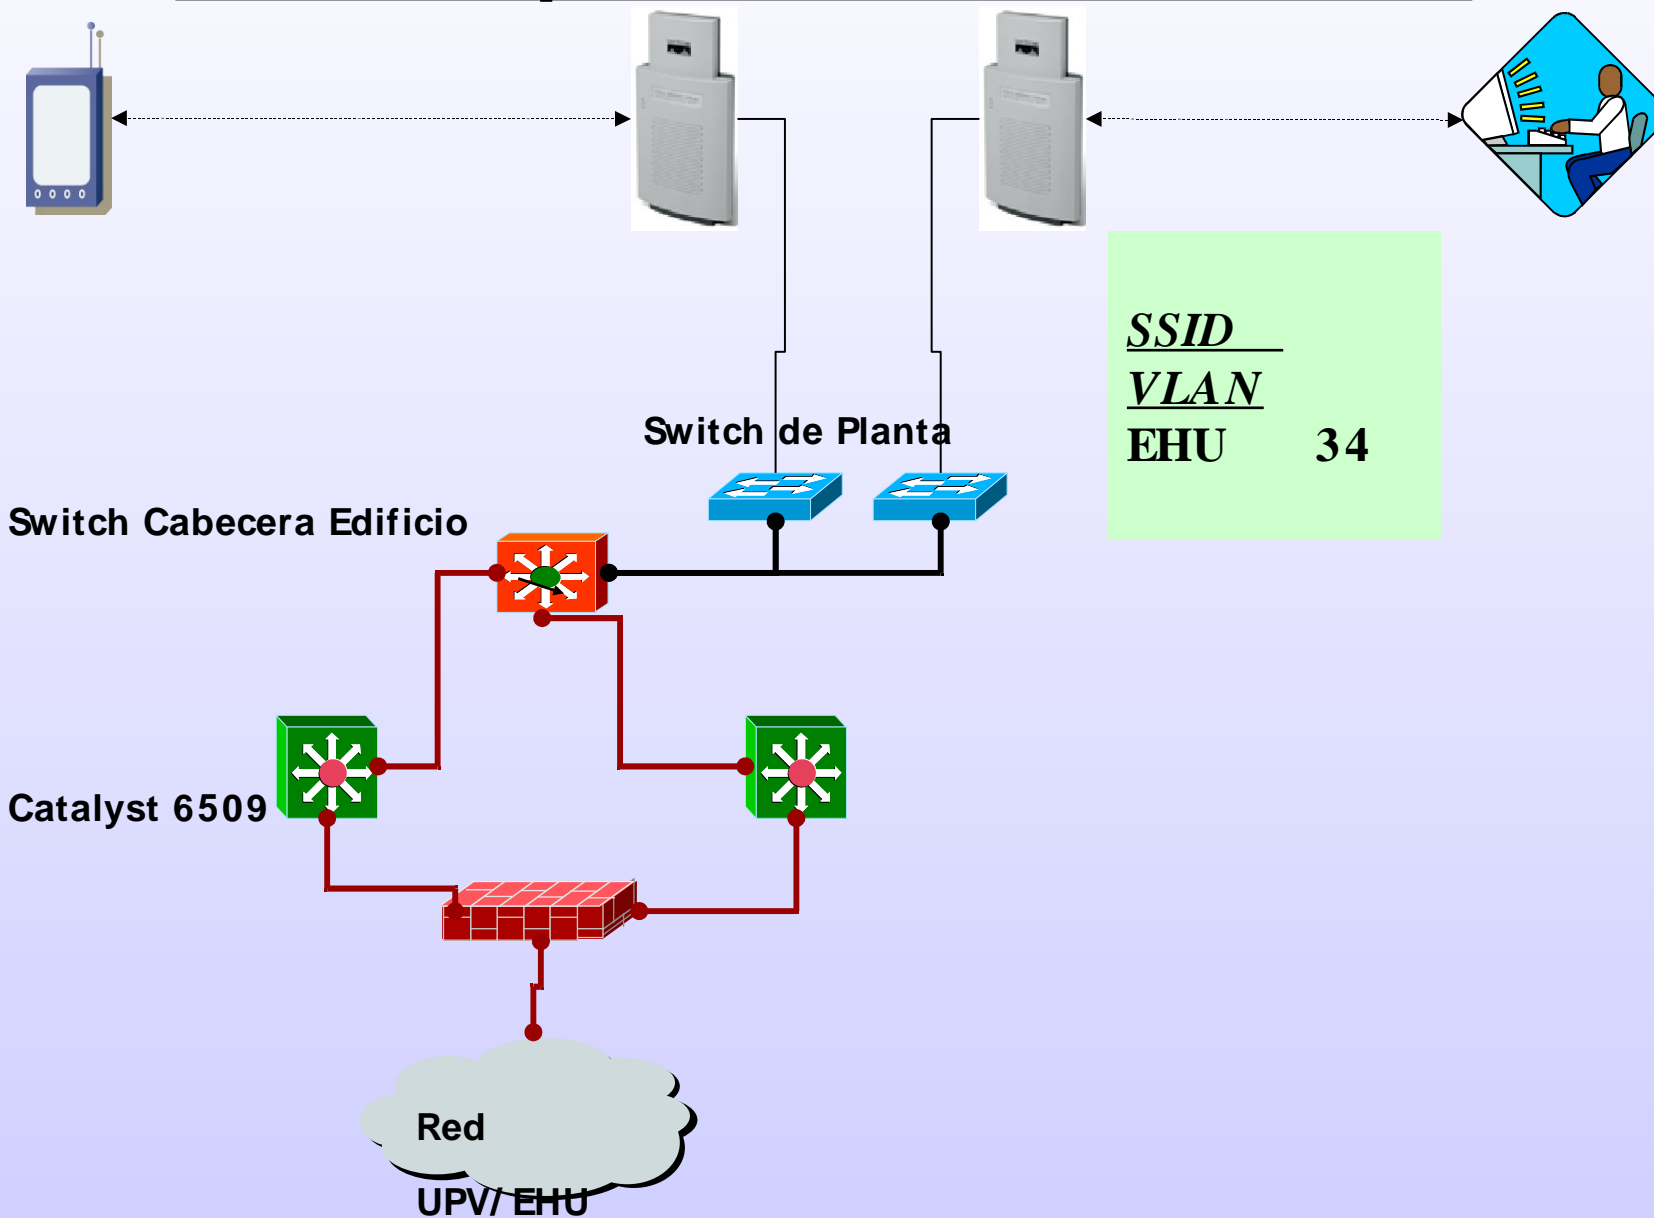 SSID
VLAN
EHU 34
Switch de Planta
Switch Cabecera Edificio
Catalyst 6509
Red
UPV/ EHU